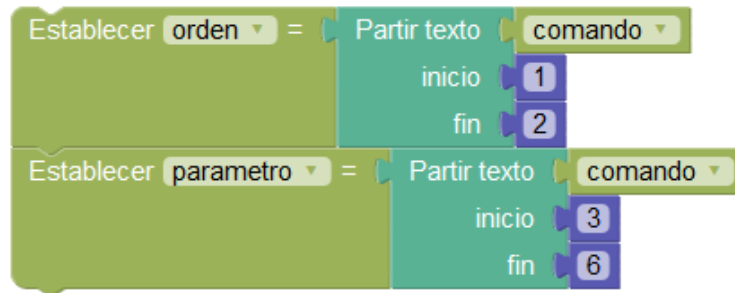 Establecer orden = Partir texto comando
inicio 1
fin 2
Establecer parametro = Partir texto comando
inicio 3
fin 6